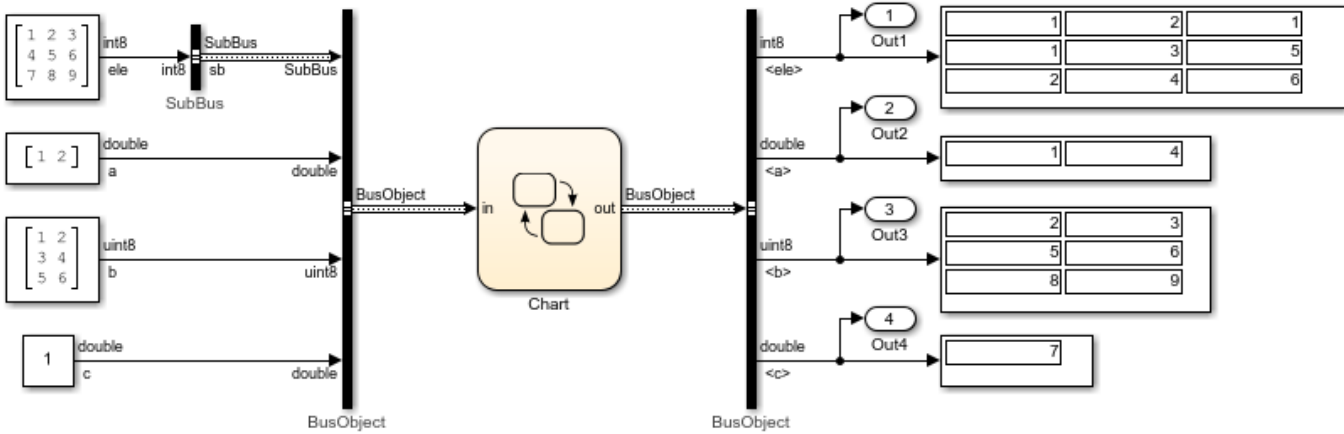 1 2 3
4 5 6
7 8 9
int8
ele
int8
SubBus
SubBus
sb
SubBus
1 2
double
a
double
1 2
3 4
5 6
uint8
b
uint8
1
double
c
double
BusObject
BusObject
in
out
Chart
BusObject
BusObject
int8
<ele>
1
Out1
1 2 1
1 3 5
2 4 6
double
<a>
2
Out2
1 4
uint8
<b>
3
Out3
2 3
5 6
8 9
double
<c>
4
Out4
7